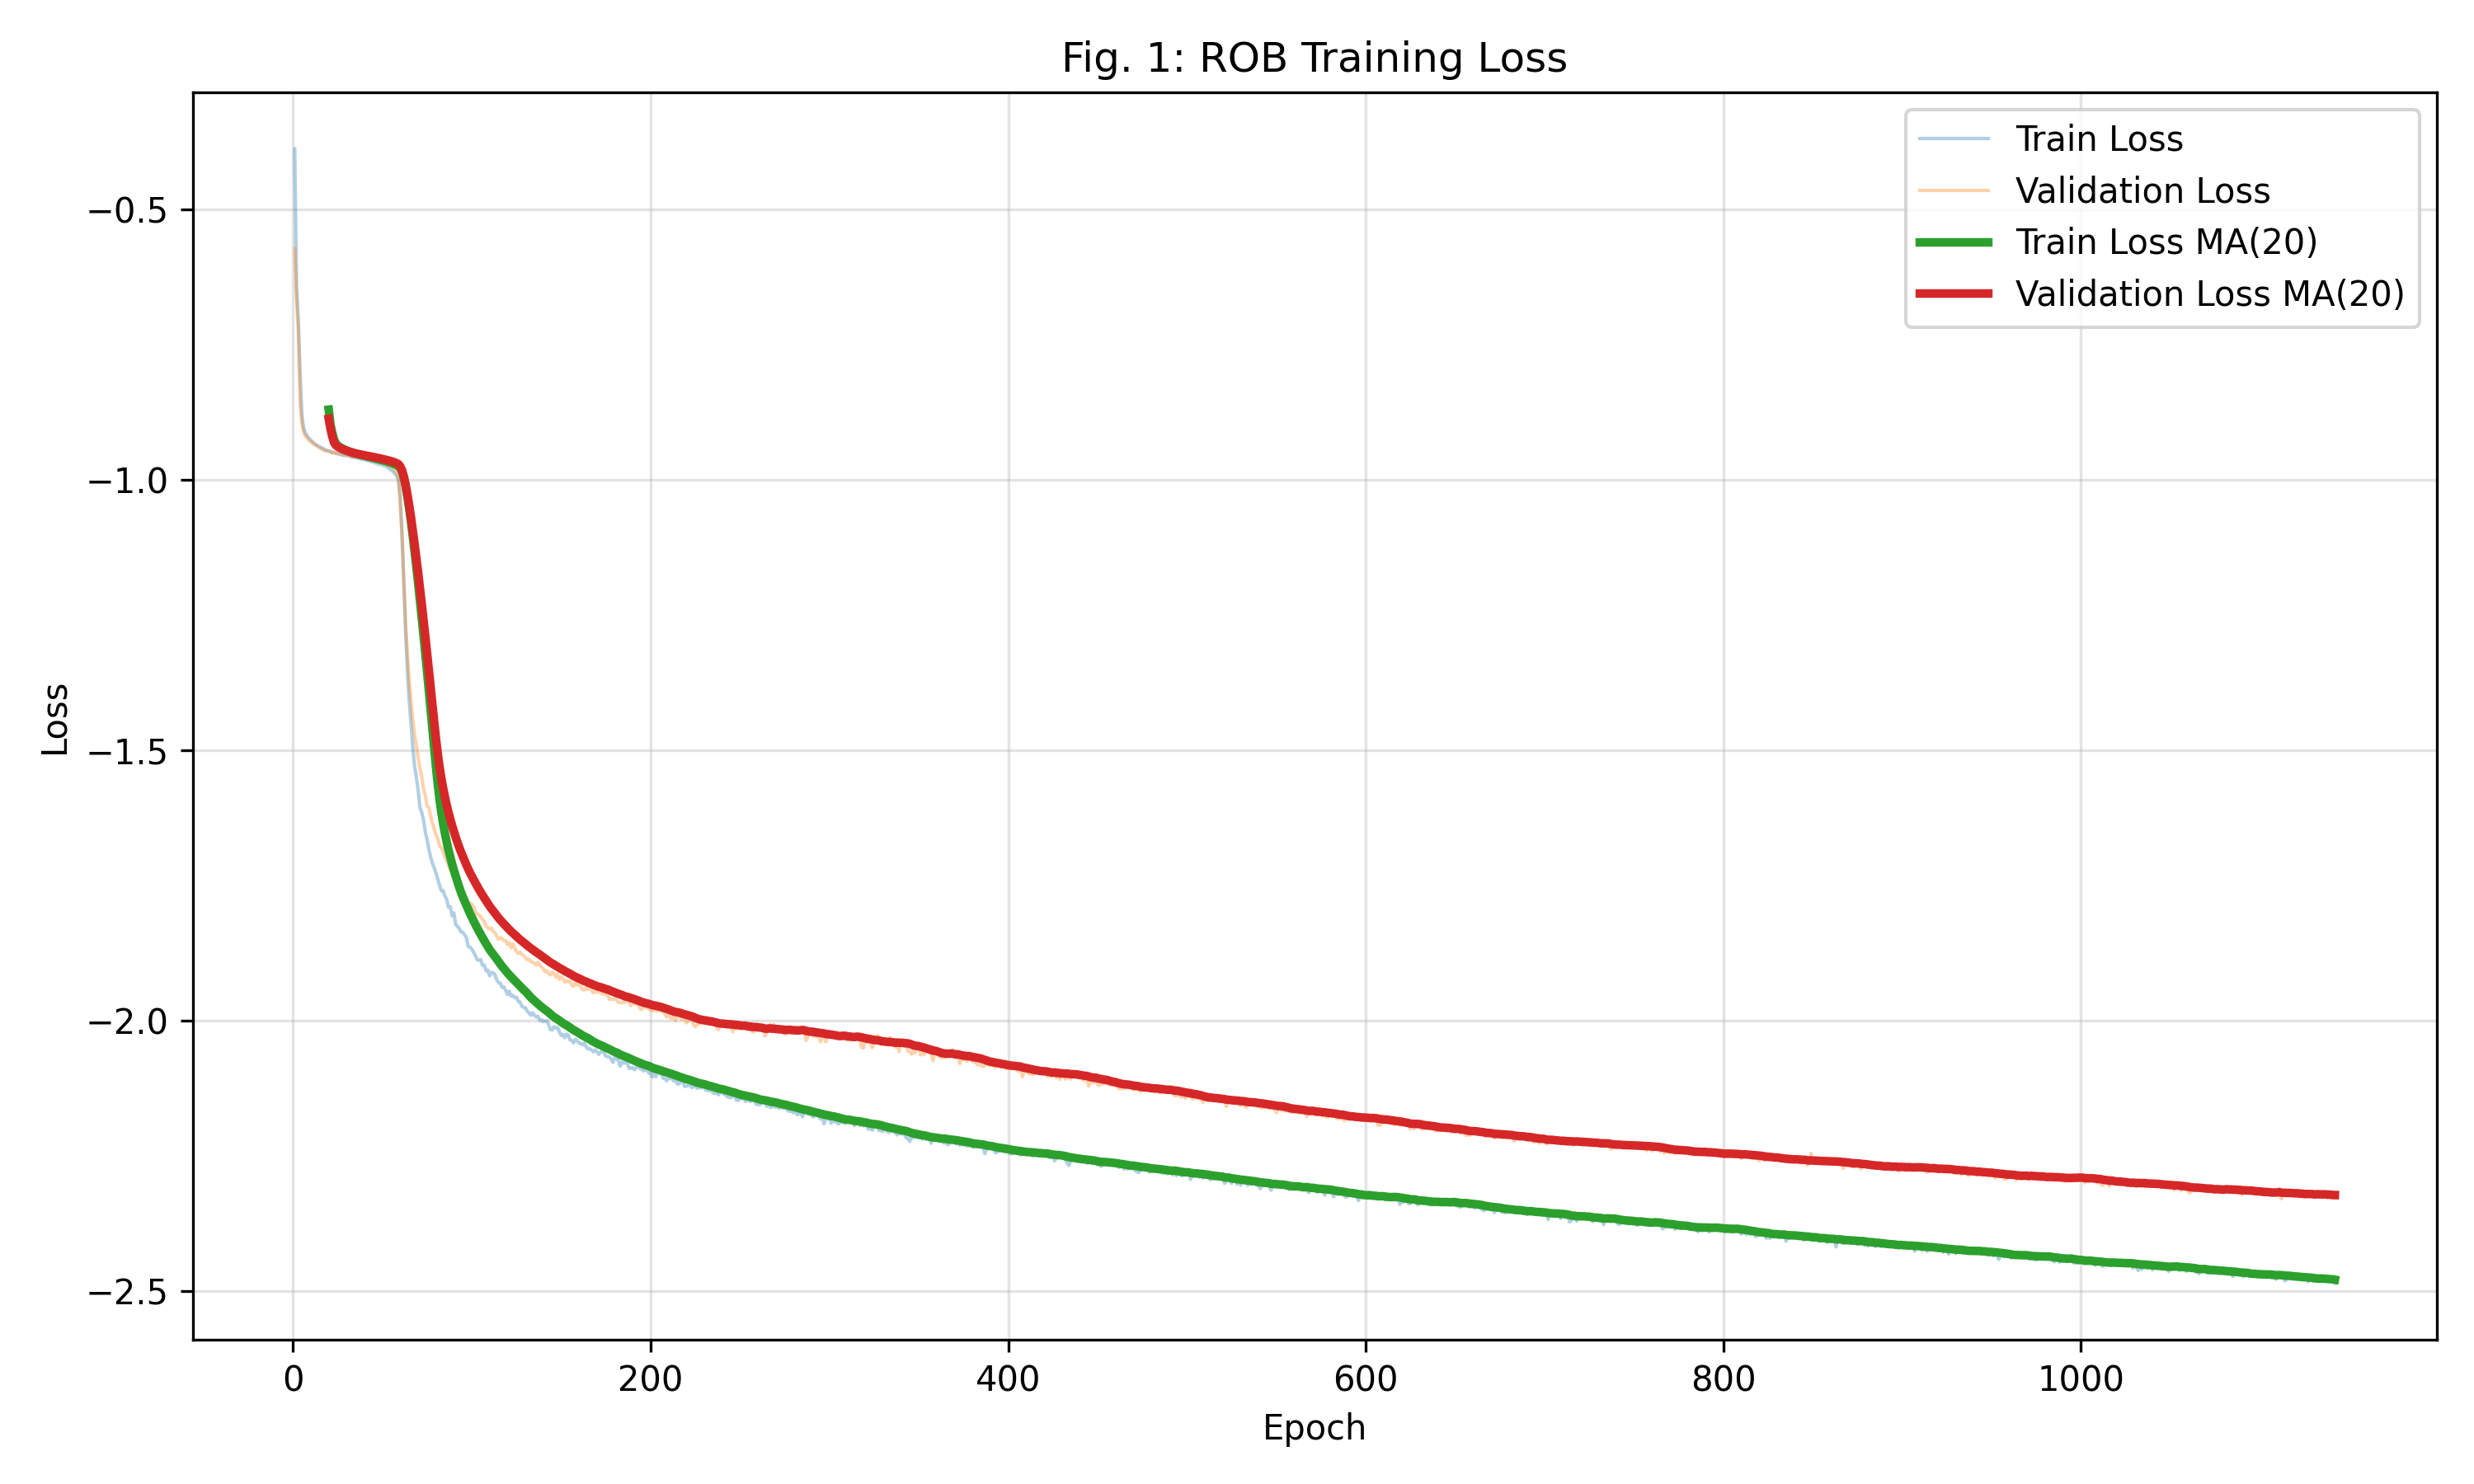 Fig. 1: ROB Training Loss
Train Loss
Validation Loss
Train Loss MA(20)
Validation Loss MA(20)
−0.5
−1.0
−1.5
−2.0
−2.5
Loss
0 200 400 600 800 1000
Epoch